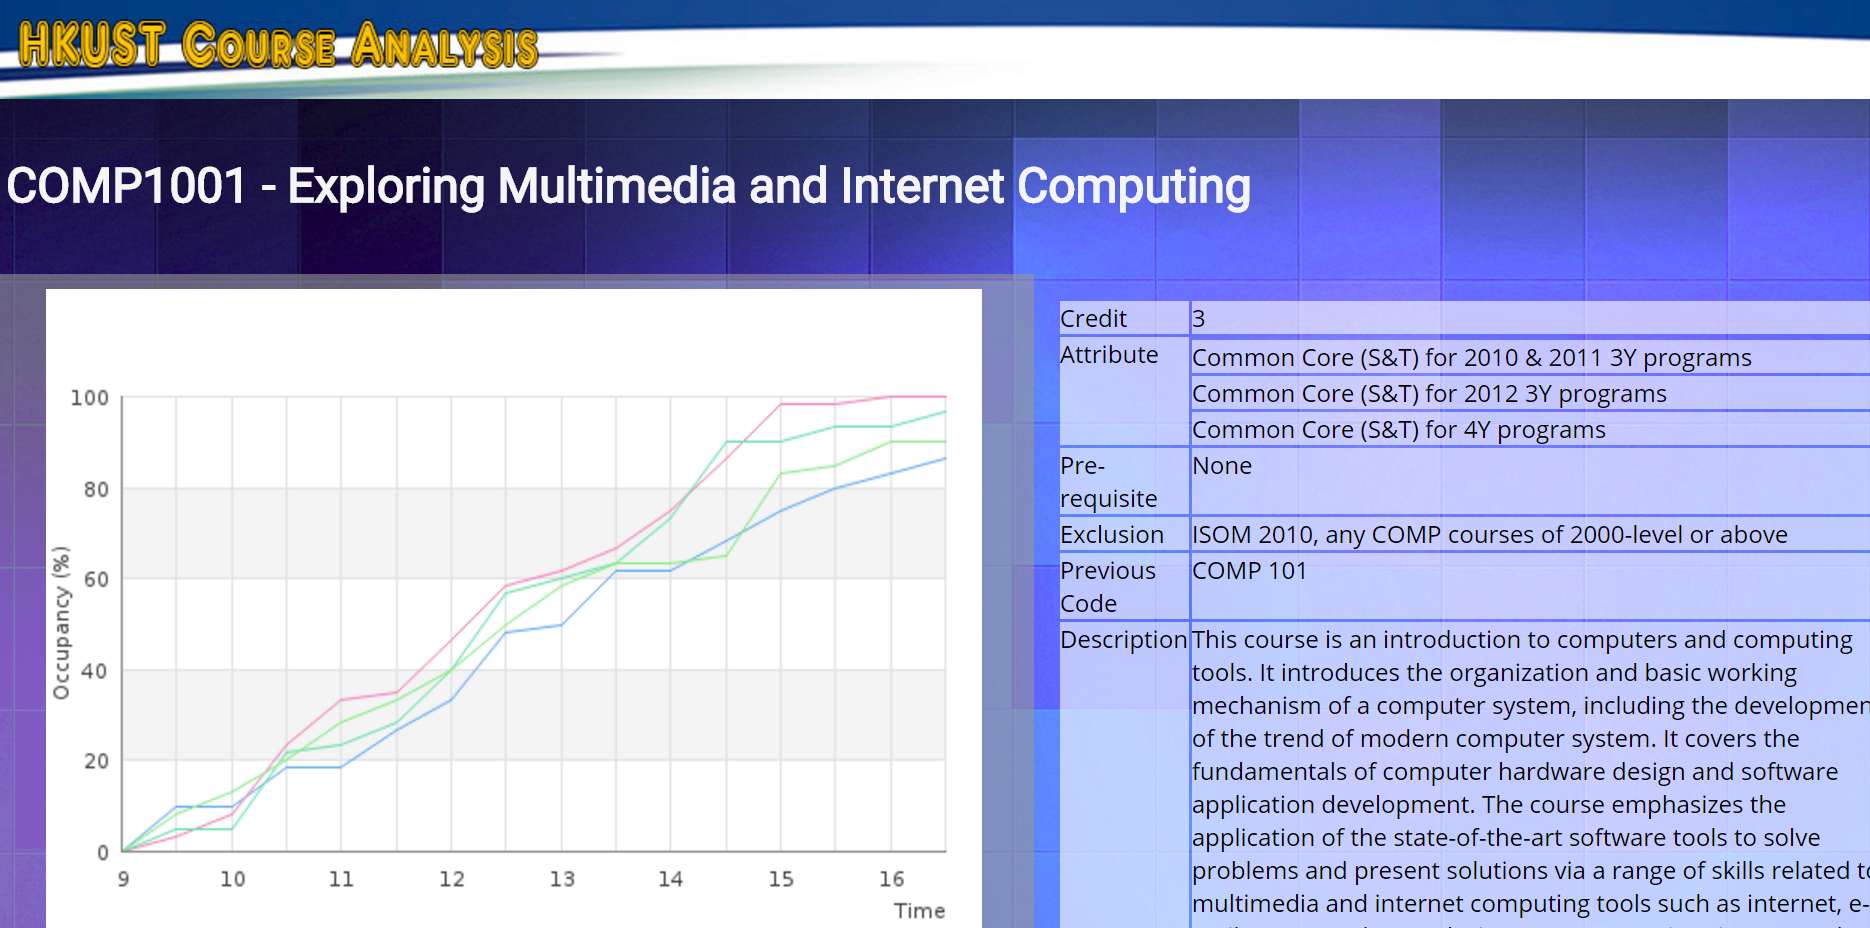 HKUST COURSE ANALYSIS
COMP1001 - Exploring Multimedia and Internet Computing
100
80
60
40
20
0
Occupancy (%)
9 10 11 12 13 14 15 16
Time
Credit 3
Attribute Common Core (S&T) for 2010 & 2011 3Y programs
Common Core (S&T) for 2012 3Y programs
Common Core (S&T) for 4Y programs
Pre- None
requisite
Exclusion ISOM 2010, any COMP courses of 2000-level or above
Previous COMP 101
Code
Description This course is an introduction to computers and computing
tools. It introduces the organization and basic working
mechanism of a computer system, including the developmen
of the trend of modern computer system. It covers the
fundamentals of computer hardware design and software
application development. The course emphasizes the
application of the state-of-the-art software tools to solve
problems and present solutions via a range of skills related to
multimedia and internet computing tools such as internet, e-